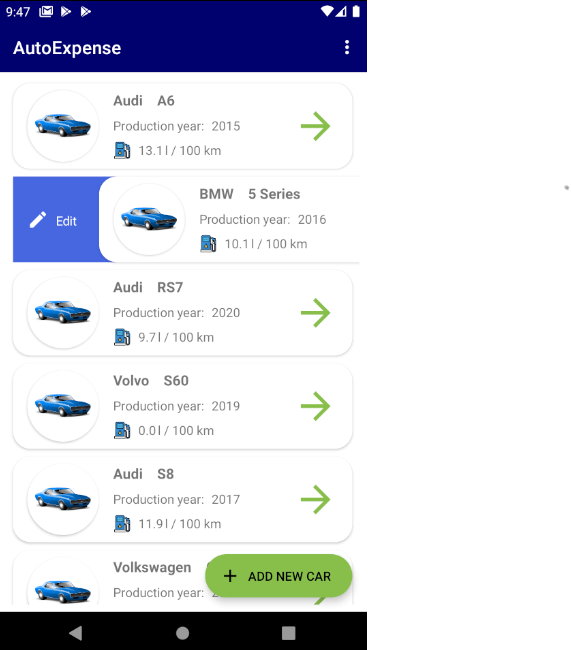 9:47
AutoExpense
Audi A6
Production year: 2015
13.1 l / 100 km
Edit
BMW 5 Series
Production year: 2016
10.1 l / 100 km
Audi RS7
Production year: 2020
9.7 l / 100 km
Volvo S60
Production year: 2019
0.0 l / 100 km
Audi S8
Production year: 2017
11.9 l / 100 km
Volkswagen
Production year:
+ ADD NEW CAR